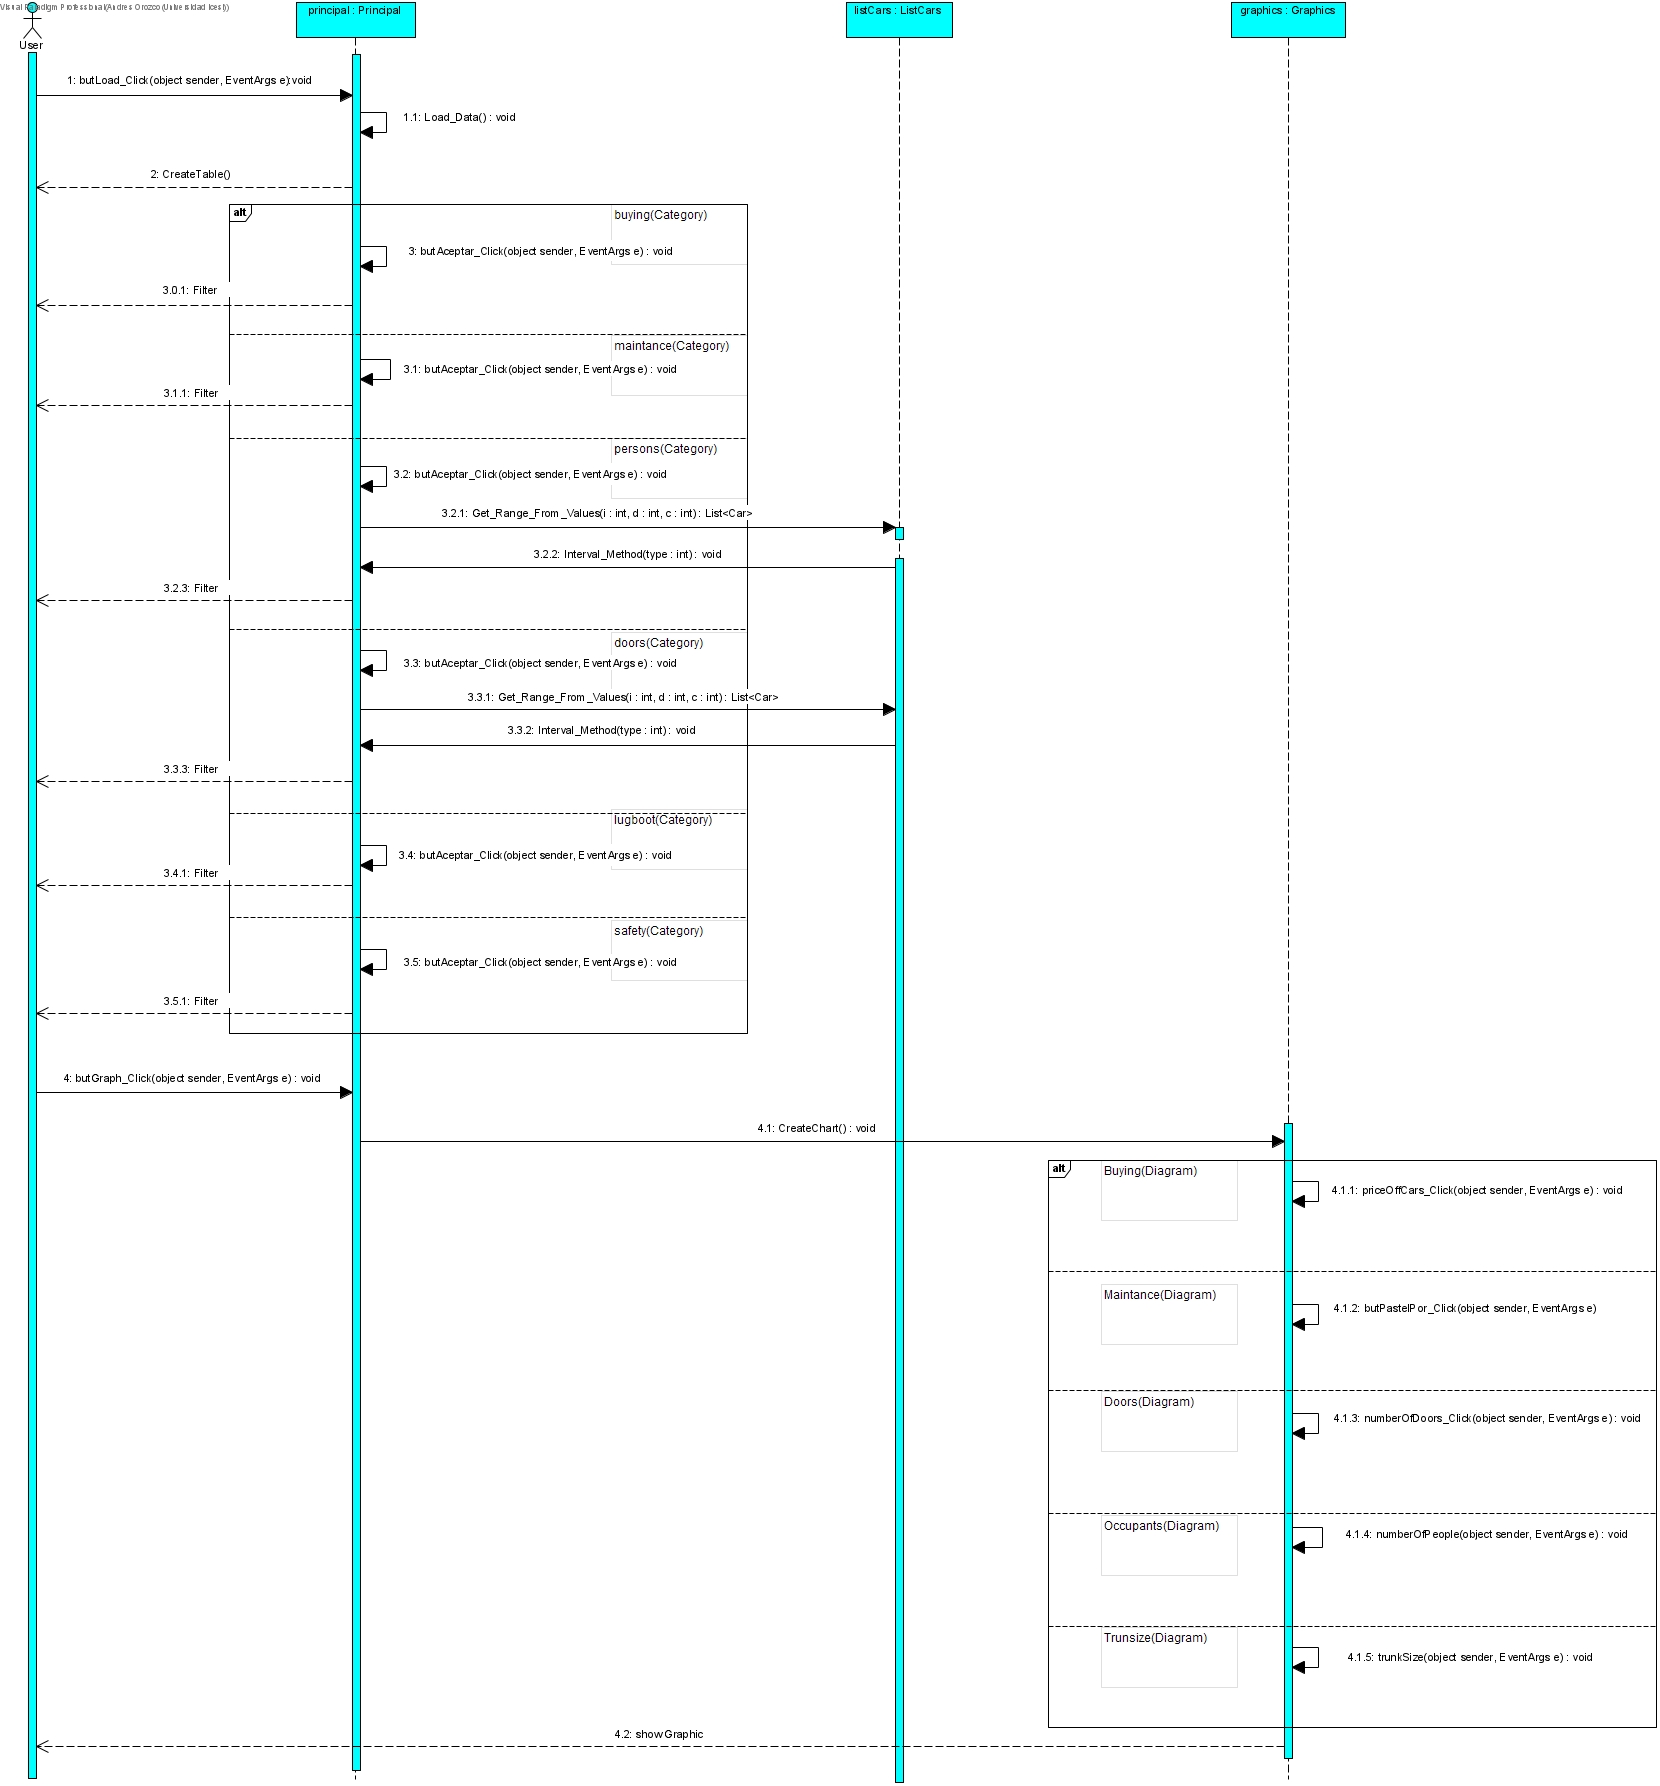 Visual Paradigm Professional(Andres Orozco (Universidad Icesi))
User
principal : Principal
listCars : ListCars
graphics : Graphics
1: butLoad_Click(object sender, EventArgs e):void
1.1: Load_Data() : void
2: CreateTable()
alt
buying(Category)
3: butAceptar_Click(object sender, EventArgs e) : void
3.0.1: Filter
maintance(Category)
3.1: butAceptar_Click(object sender, EventArgs e) : void
3.1.1: Filter
persons(Category)
3.2: butAceptar_Click(object sender, EventArgs e) : void
3.2.1: Get_Range_From_Values(i : int, d : int, c : int) : List<Car>
3.2.2: Interval_Method(type : int) : void
3.2.3: Filter
doors(Category)
3.3: butAceptar_Click(object sender, EventArgs e) : void
3.3.1: Get_Range_From_Values(i : int, d : int, c : int) : List<Car>
3.3.2: Interval_Method(type : int) : void
3.3.3: Filter
lugboot(Category)
3.4: butAceptar_Click(object sender, EventArgs e) : void
3.4.1: Filter
safety(Category)
3.5: butAceptar_Click(object sender, EventArgs e) : void
3.5.1: Filter
4: butGraph_Click(object sender, EventArgs e) : void
4.1: CreateChart() : void
alt
Buying(Diagram)
4.1.1: priceOffCars_Click(object sender, EventArgs e) : void
Maintance(Diagram)
4.1.2: butPastelPor_Click(object sender, EventArgs e)
Doors(Diagram)
4.1.3: numberOfDoors_Click(object sender, EventArgs e) : void
Occupants(Diagram)
4.1.4: numberOfPeople(object sender, EventArgs e) : void
Trunsize(Diagram)
4.1.5: trunkSize(object sender, EventArgs e) : void
4.2: showGraphic